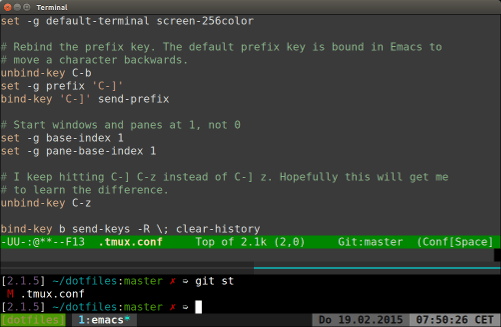 Terminal
set -g default-terminal screen-256color
# Rebind the prefix key. The default prefix key is bound in Emacs to
# move a character backwards.
unbind-key C-b
set -g prefix 'C-]'
bind-key 'C-]' send-prefix
# Start windows and panes at 1, not 0
set -g base-index 1
set -g pane-base-index 1
# I keep hitting C-] C-z instead of C-] z. Hopefully this will get me
# to learn the difference.
unbind-key C-z
bind-key b send-keys -R \; clear-history
-UU-:@**--F13  .tmux.conf     Top of 2.1k (2,0)     Git:master  (Conf[Space]
[2.1.5] ~/dotfiles:master ✗ ➭ git st
 M .tmux.conf
[2.1.5] ~/dotfiles:master ✗ ➭
[dotfiles] 1:emacs* Do 19.02.2015 07:50:26 CET